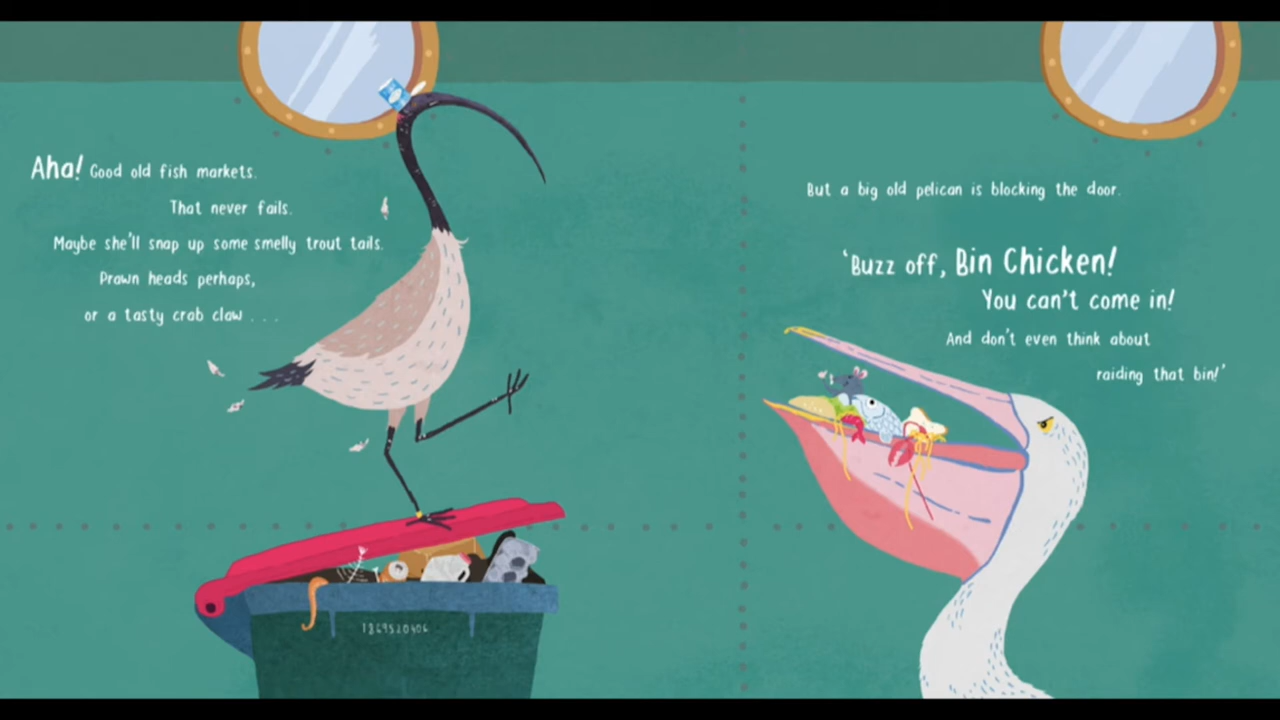 Aha! Good old fish markets.
That never fails.
Maybe she'll snap up some smelly trout tails.
Prawn heads perhaps,
or a tasty crab claw . . .
But a big old pelican is blocking the door.
'Buzz off, Bin Chicken!
You can't come in!
And don't even think about
raiding that bin!'